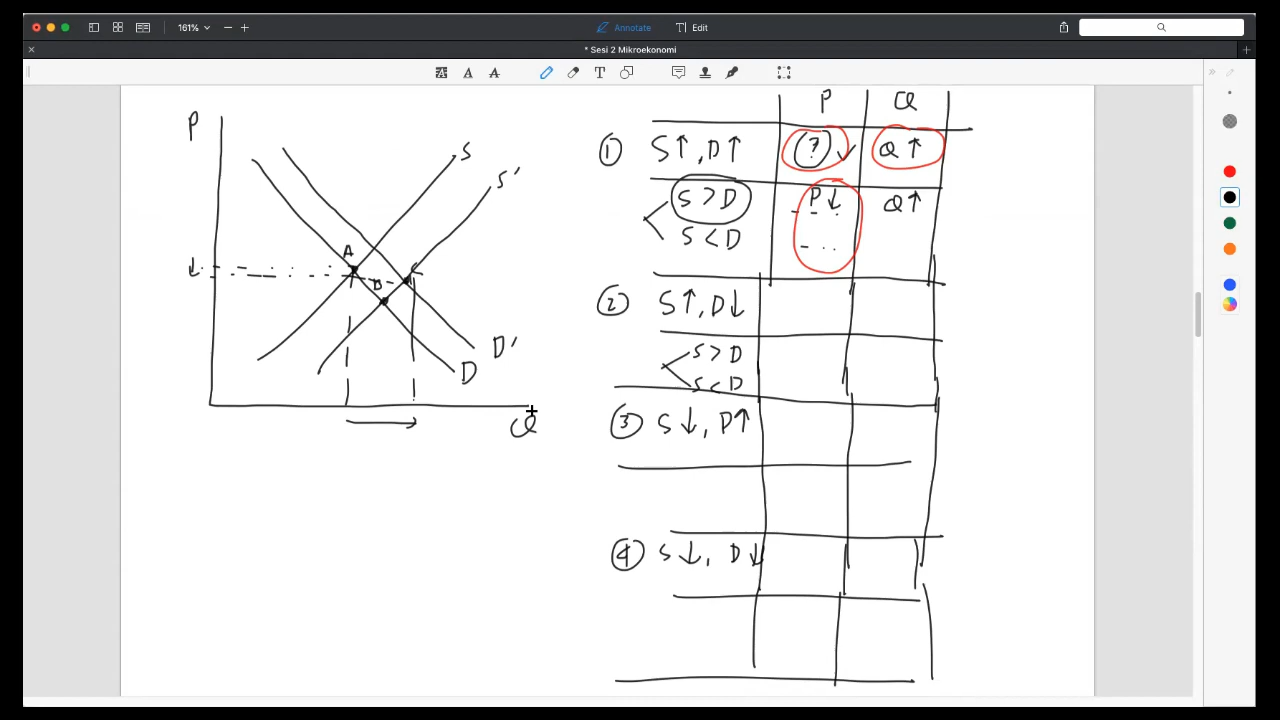 161%
Annotate
Edit
* Sesi 2 Mikroekonomi
P
S
S'
A
B
C
D'
D
Q
P Q
① S↑, D↑ ? ↓ Q↑
S > D P↓ Q↑
S < D - ..
② S↑, D↓
S > D
S < D
③ S↓, D↑
④ S↓, D↓